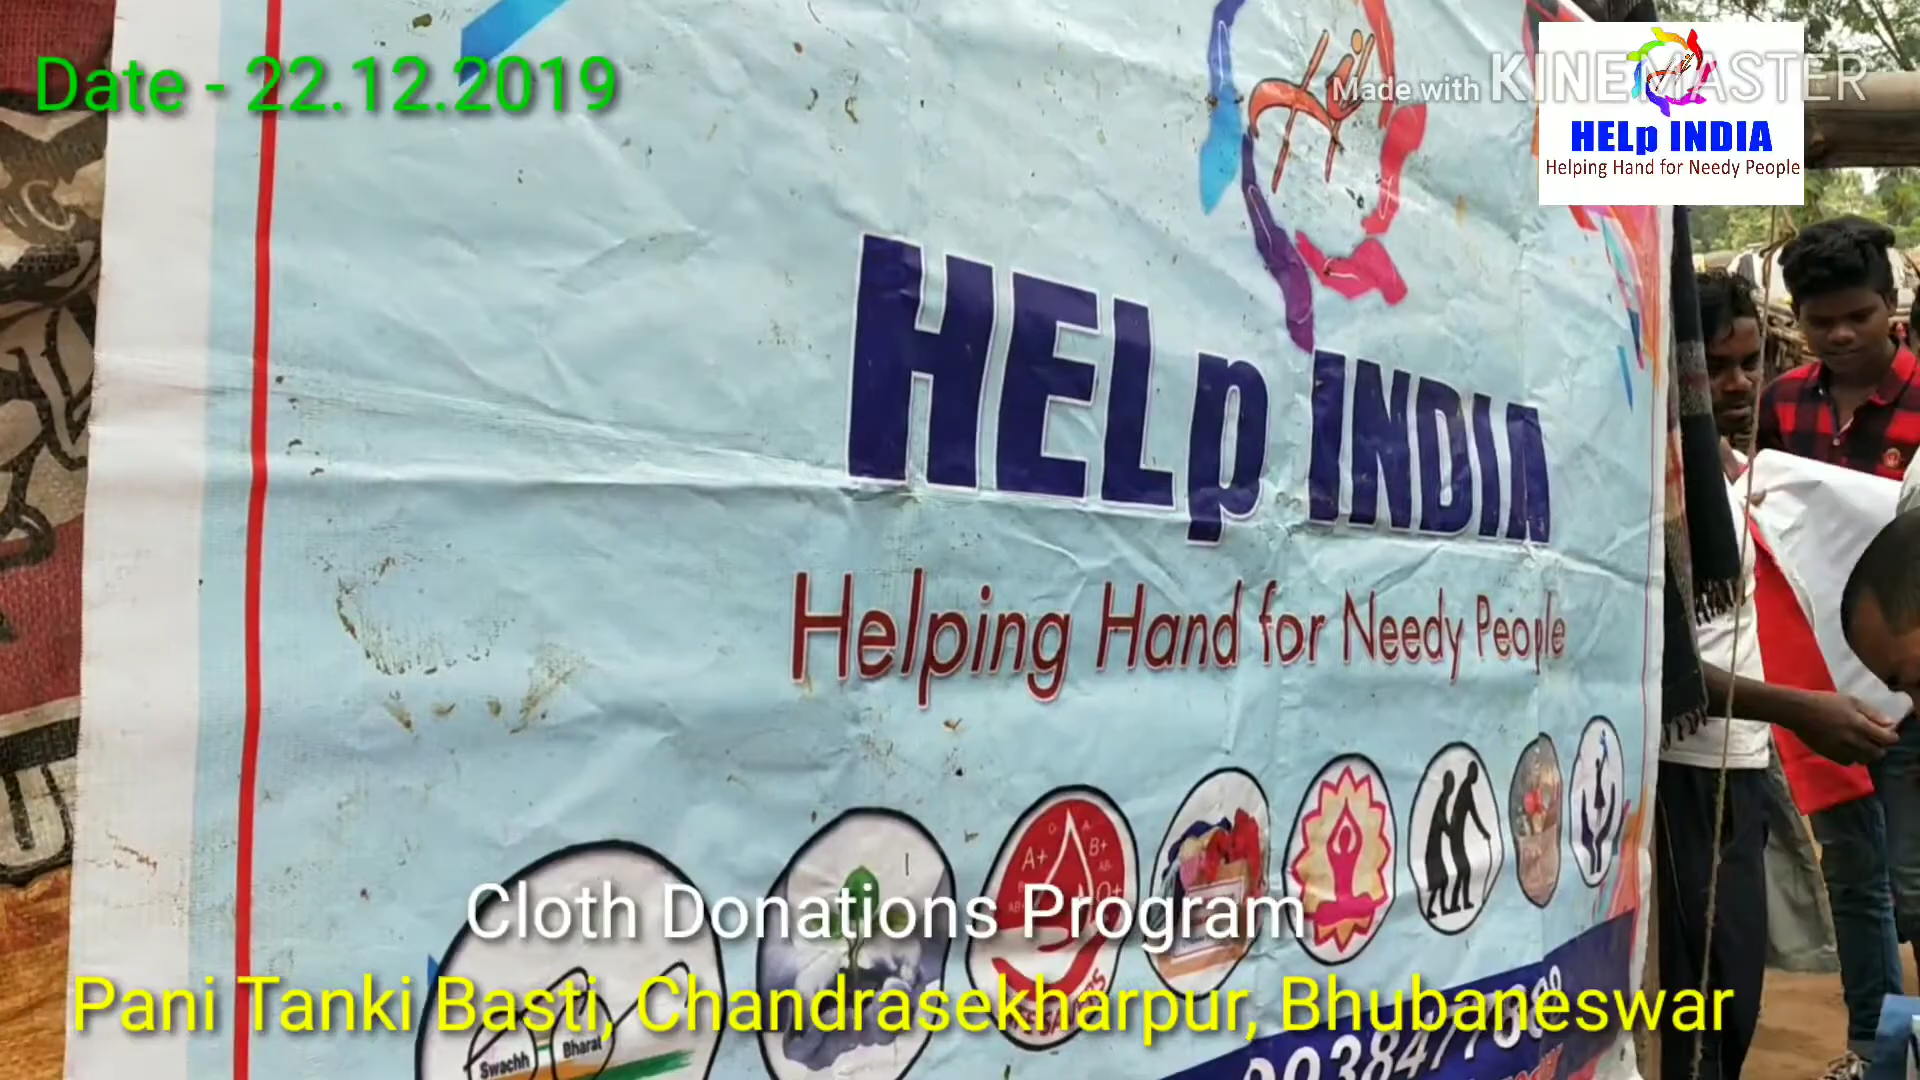 Date - 22.12.2019
Made with KINEMASTER
HELp INDIA
Helping Hand for Needy People
HELp INDIA
Helping Hand for Needy People
A+
B+
O+
Cloth Donations Program
Pani Tanki Basti, Chandrasekharpur, Bhubaneswar
Swachh Bharat